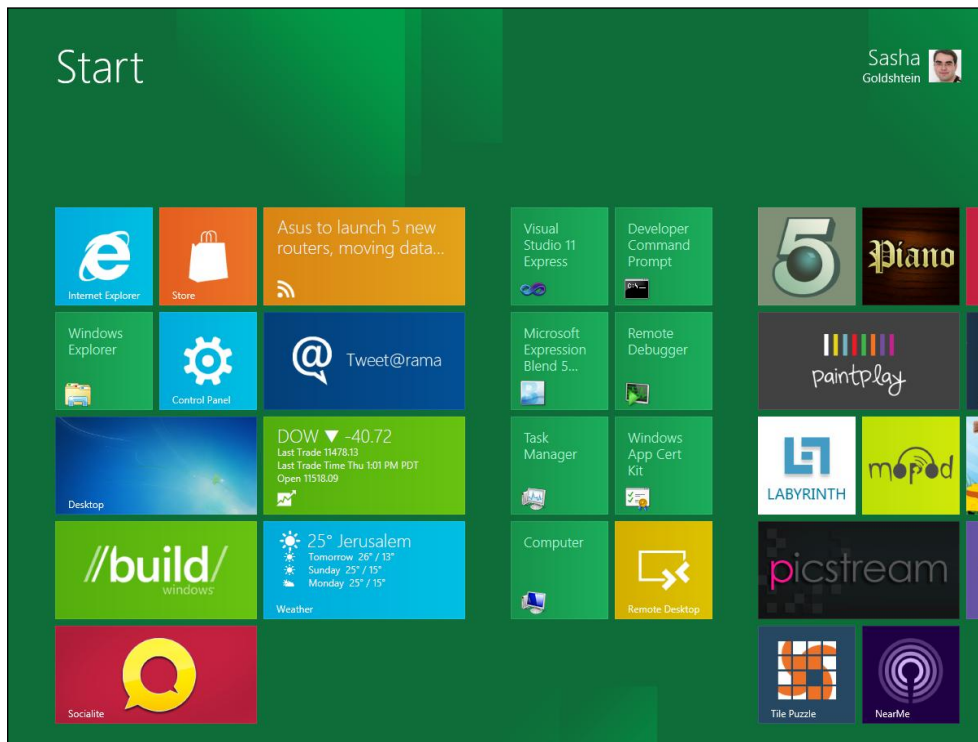 Start
Sasha
Goldshtein
Internet Explorer
Store
Asus to launch 5 new
routers, moving data...
Windows
Explorer
Control Panel
@
Tweet@rama
Desktop
DOW ▼ -40.72
Last Trade 11478.13
Last Trade Time Thu 1:01 PM PDT
Open 11518.09
//build/
windows
25° Jerusalem
Tomorrow 26° / 13°
Sunday 25° / 15°
Monday 25° / 15°
Weather
Socialite
Visual
Studio 11
Express
Developer
Command
Prompt
C:\_
Microsoft
Expression
Blend 5...
Remote
Debugger
Task
Manager
Windows
App Cert
Kit
Computer
Remote Desktop
5
Piano
paintplay
LABYRINTH
mopod
picstream
Tile Puzzle
NearMe